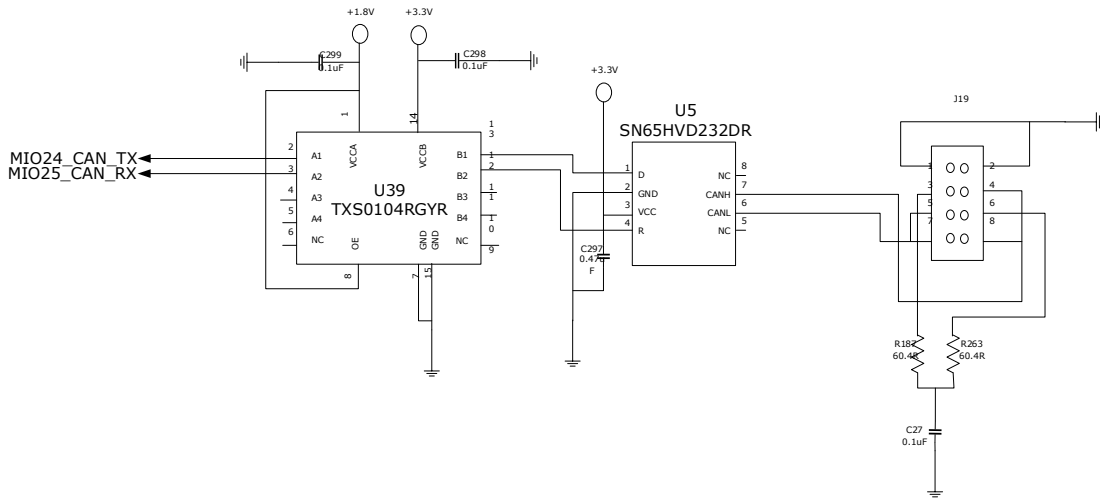 +1.8V
+3.3V
C299
0.1uF
C298
0.1uF
+3.3V
U5
SN65HVD232DR
J19
1
14
1
3
MIO24_CAN_TX
MIO25_CAN_RX
2
3
4
5
6
A1
A2
A3
A4
NC
VCCA
VCCB
U39
TXS0104RGYR
OE
GND
GND
B1
B2
B3
B4
NC
1
2
1
1
1
0
9
8
7
15
1
2
3
4
D
GND
VCC
R
NC
CANH
CANL
NC
8
7
6
5
C297
F
1
2
3
4
5
6
7
8
R187
60.4R
R263
60.4R
C27
0.1uF